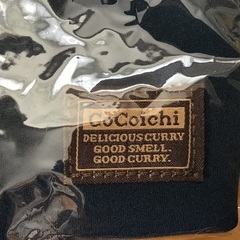 CoCoichi
DELICIOUS CURRY
GOOD SMELL.
GOOD CURRY.